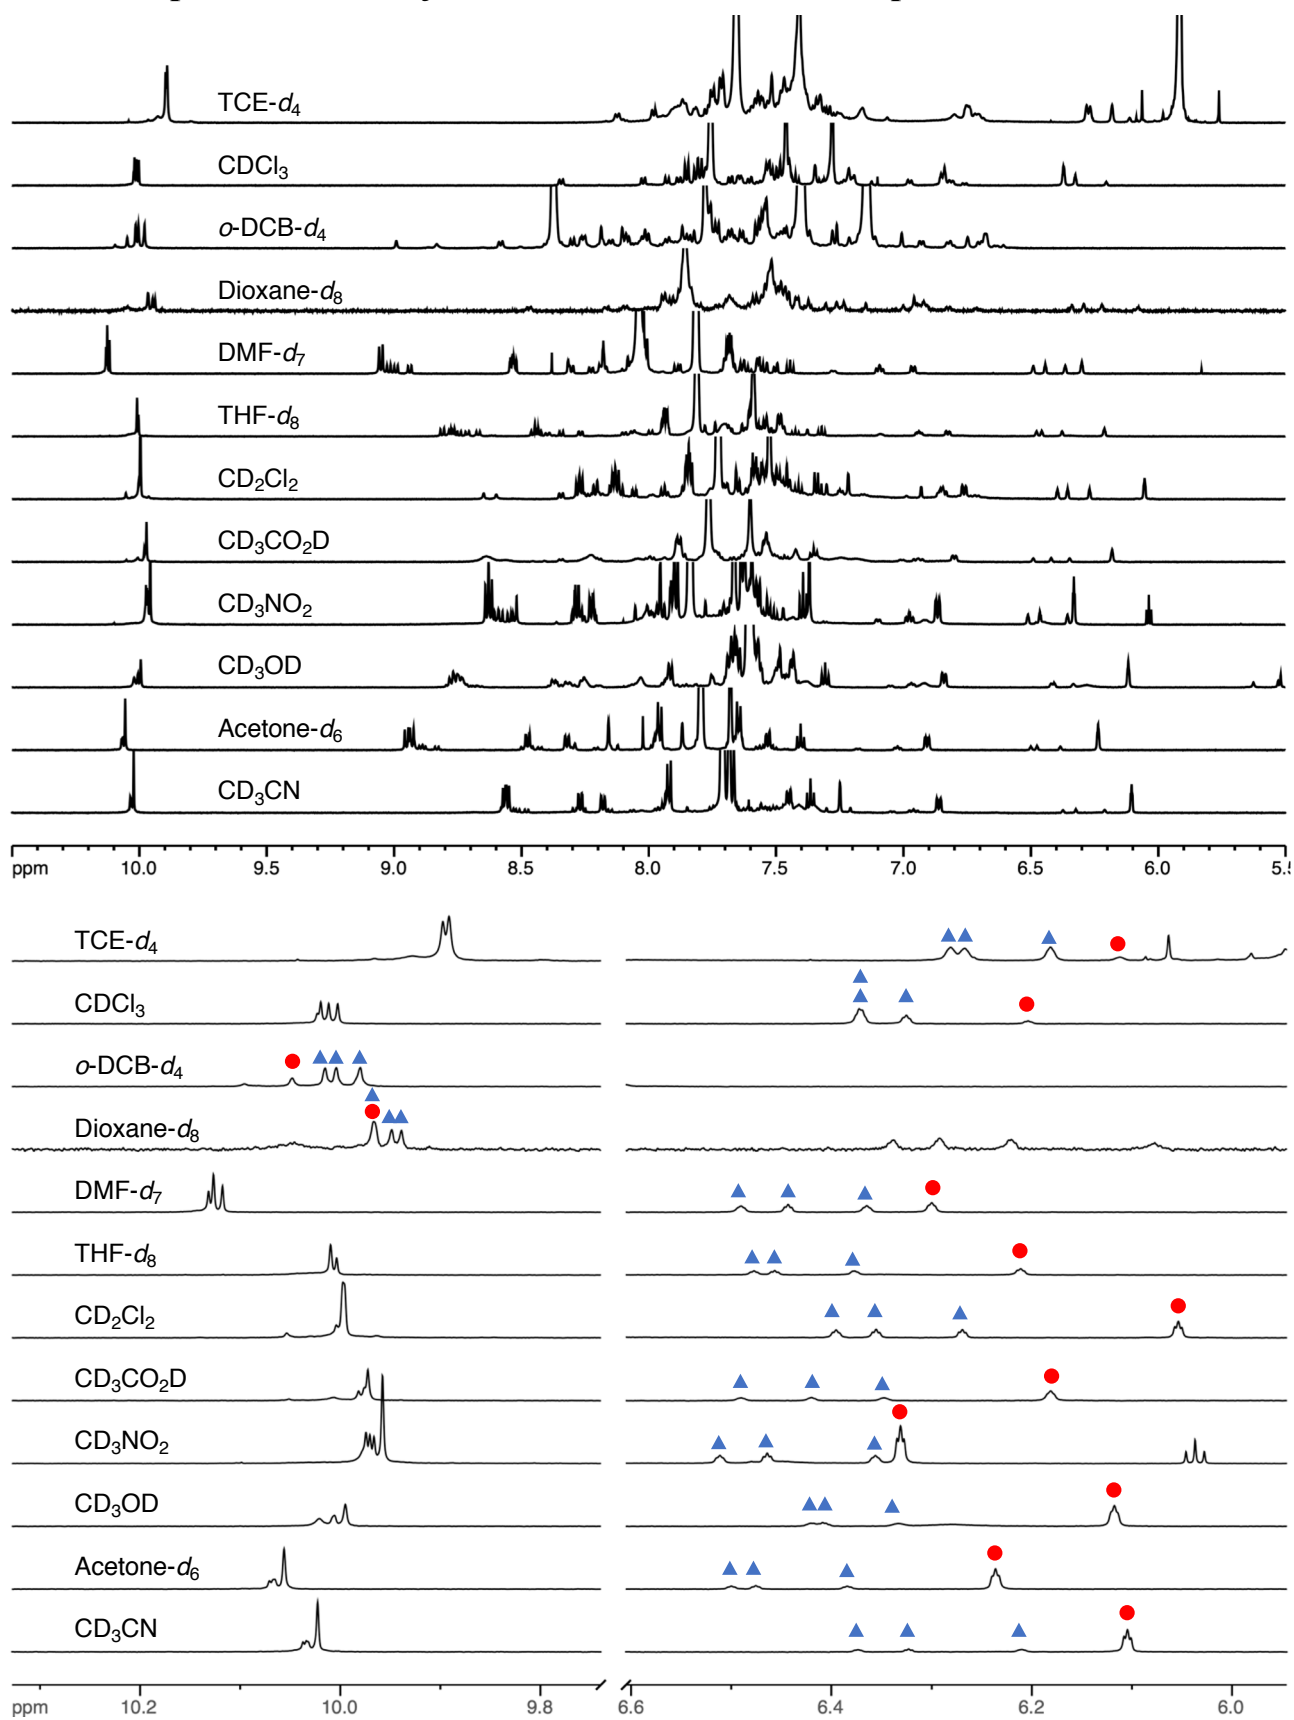 TCE-d4
CDCl3
o-DCB-d4
Dioxane-d8
DMF-d7
THF-d8
CD2Cl2
CD3CO2D
CD3NO2
CD3OD
Acetone-d6
CD3CN
ppm 10.0 9.5 9.0 8.5 8.0 7.5 7.0 6.5 6.0 5.5
TCE-d4
CDCl3
o-DCB-d4
Dioxane-d8
DMF-d7
THF-d8
CD2Cl2
CD3CO2D
CD3NO2
CD3OD
Acetone-d6
CD3CN
ppm 10.2 10.0 9.8 6.6 6.4 6.2 6.0